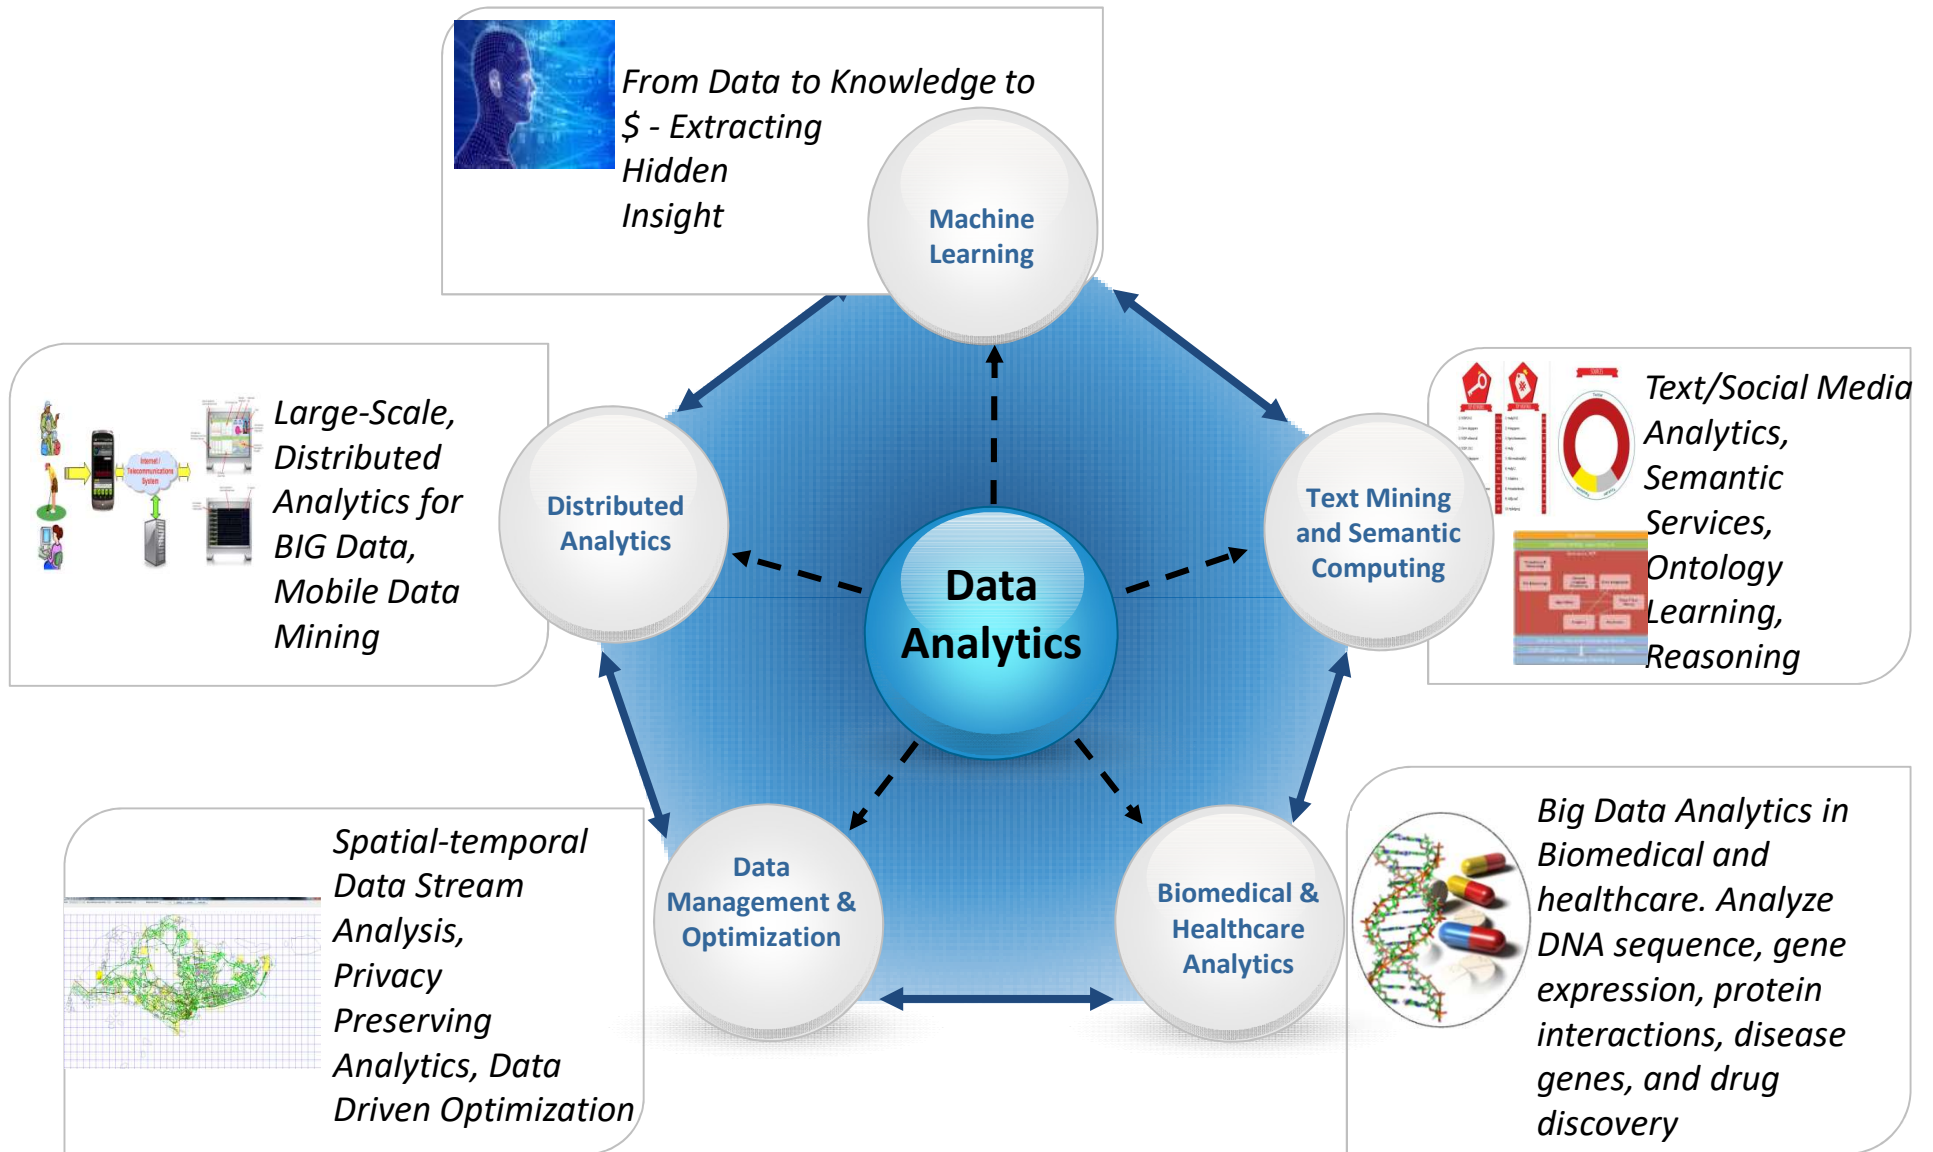 From Data to Knowledge to
$ - Extracting
Hidden
Insight
Machine
Learning
Large-Scale,
Distributed
Analytics for
BIG Data,
Mobile Data
Mining
Internet /
Telecommunications
System
Distributed
Analytics
Text Mining
and Semantic
Computing
Text/Social Media
Analytics,
Semantic
Services,
Ontology
Learning,
Reasoning
Data
Analytics
Spatial-temporal
Data Stream
Analysis,
Privacy
Preserving
Analytics, Data
Driven Optimization
Data
Management &
Optimization
Biomedical &
Healthcare
Analytics
Big Data Analytics in
Biomedical and
healthcare. Analyze
DNA sequence, gene
expression, protein
interactions, disease
genes, and drug
discovery